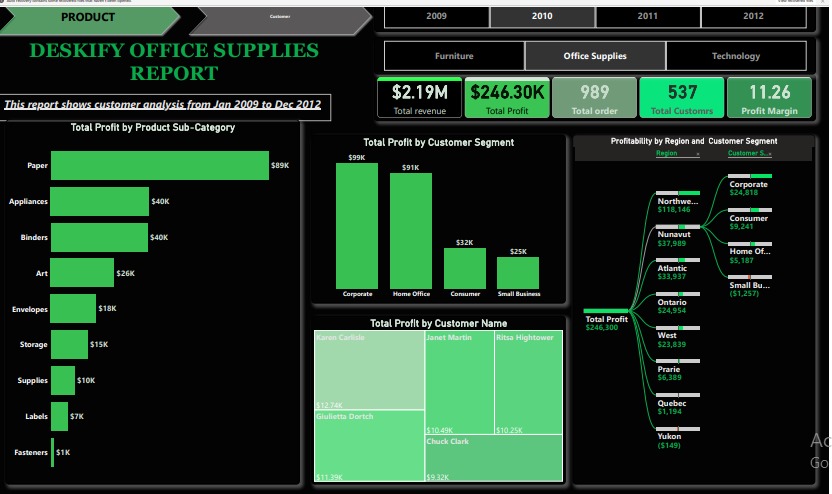 PRODUCT
Customer
2009
2010
2011
2012
Furniture
Office Supplies
Technology
DESKIFY OFFICE SUPPLIES
REPORT
$2.19M
Total revenue
$246.30K
Total Profit
989
Total order
537
Total Customrs
11.26
Profit Margin
This report shows customer analysis from Jan 2009 to Dec 2012
Total Profit by Product Sub-Category
Paper $89K
Appliances $40K
Binders $40K
Art $26K
Envelopes $18K
Storage $15K
Supplies $10K
Labels $7K
Fasteners $1K
Total Profit by Customer Segment
$99K
$91K
$32K
$25K
Corporate
Home Office
Consumer
Small Business
Total Profit by Customer Name
Karen Carlisle
$12.74K
Giulietta Dortch
$11.39K
Janet Martin
$10.49K
Ritsa Hightower
$10.25K
Chuck Clark
$9.32K
Profitability by Region and Customer Segment
Region
Customer S...
Total Profit
$246,300
Northwe...
$118,146
Nunavut
$37,989
Atlantic
$33,937
Ontario
$24,954
West
$23,839
Prarie
$6,389
Quebec
$1,194
Yukon
($149)
Corporate
$24,818
Consumer
$9,241
Home Of...
$5,187
Small Bu...
($1,257)